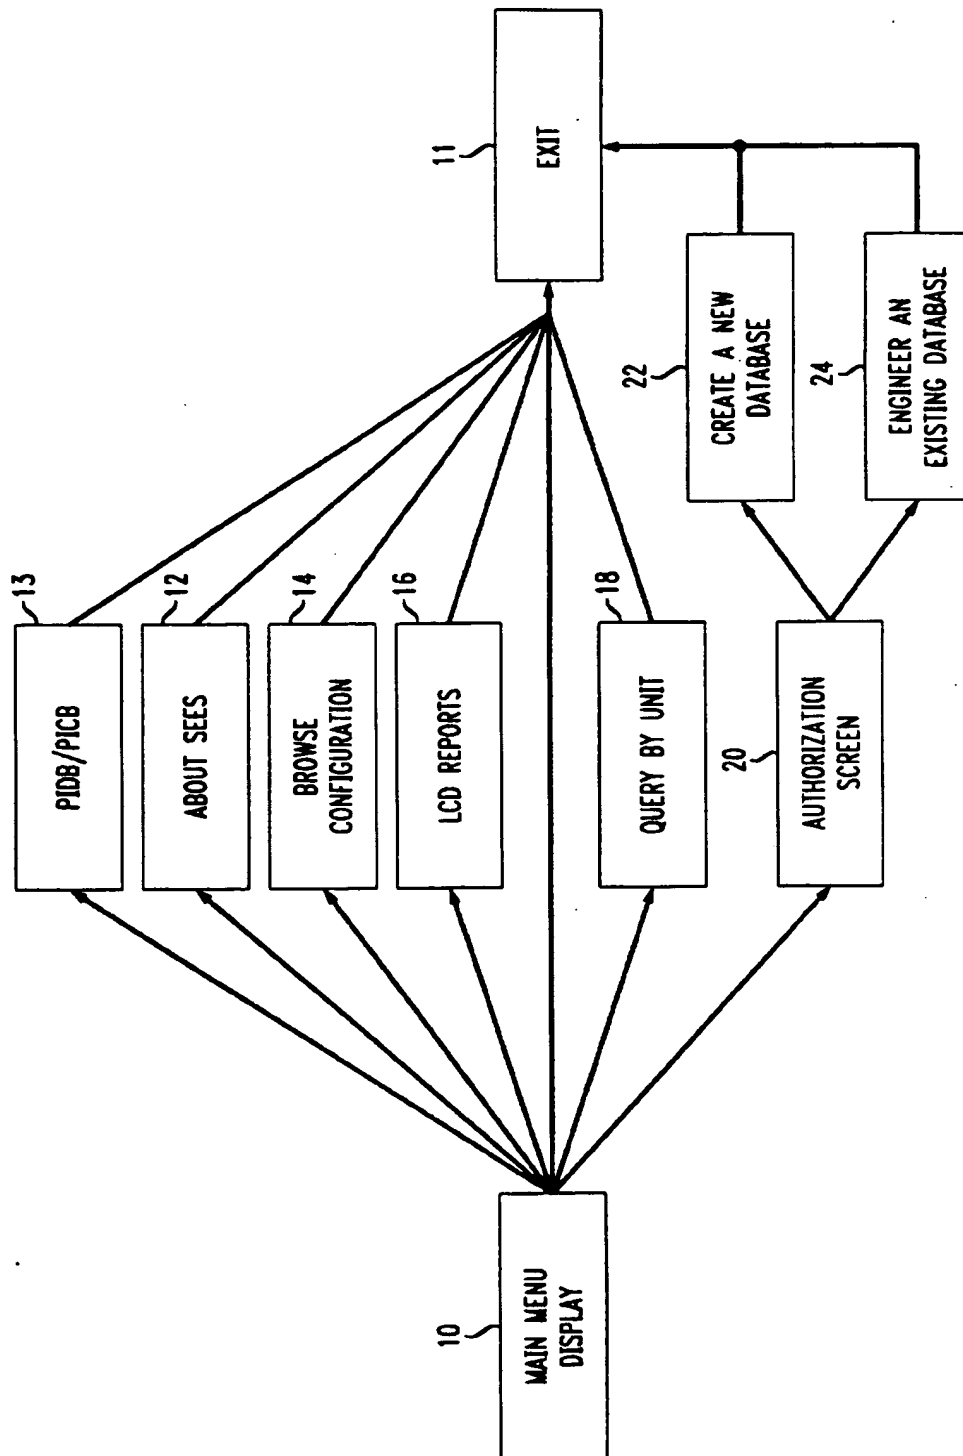 10
MAIN MENU
DISPLAY
13
PIDB/PICB
12
ABOUT SEES
14
BROWSE
CONFIGURATION
16
LCD REPORTS
18
QUERY BY UNIT
20
AUTHORIZATION
SCREEN
11
EXIT
22
CREATE A NEW
DATABASE
24
ENGINEER AN
EXISTING DATABASE